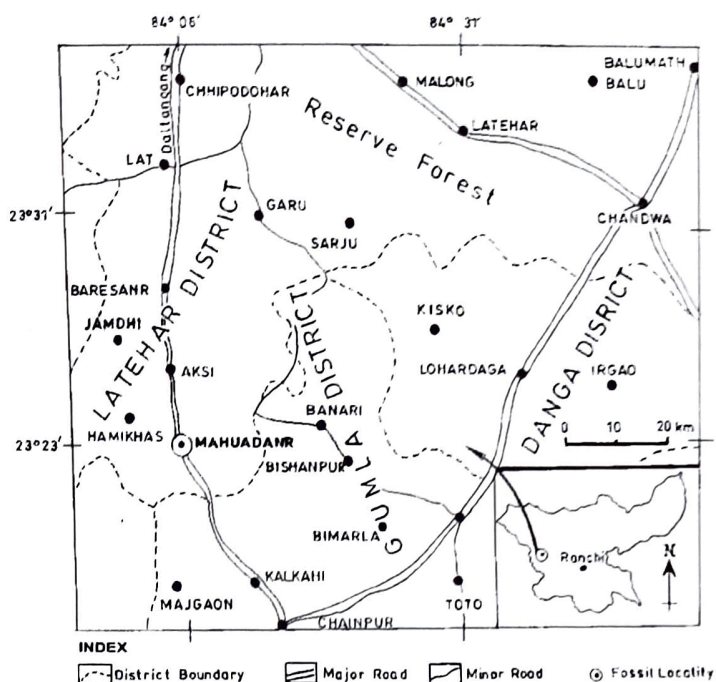 84° 06' 84° 31'
BALUMATH
BALU
MALONG
CHHIPODOHAR
Reserve Forest
LATEHAR
LAT
23°31'
GARU
SARJU
CHANDWA
LATEHAR DISTRICT
BARESANR
JAMDHI
KISKO
AKSI
LOHARDAGA
IRGAO
DANGA DISRICT
GUMLA DISTRICT
BANARI
0 10 20 km
HAMIKHAS
MAHUADANR
23°23'
BISHANPUR
BIMARLA
Ranchi
N
KALKAHI
MAJGAON
TOTO
CHAINPUR
INDEX
District Boundary Major Road Minor Road Fossil Locality